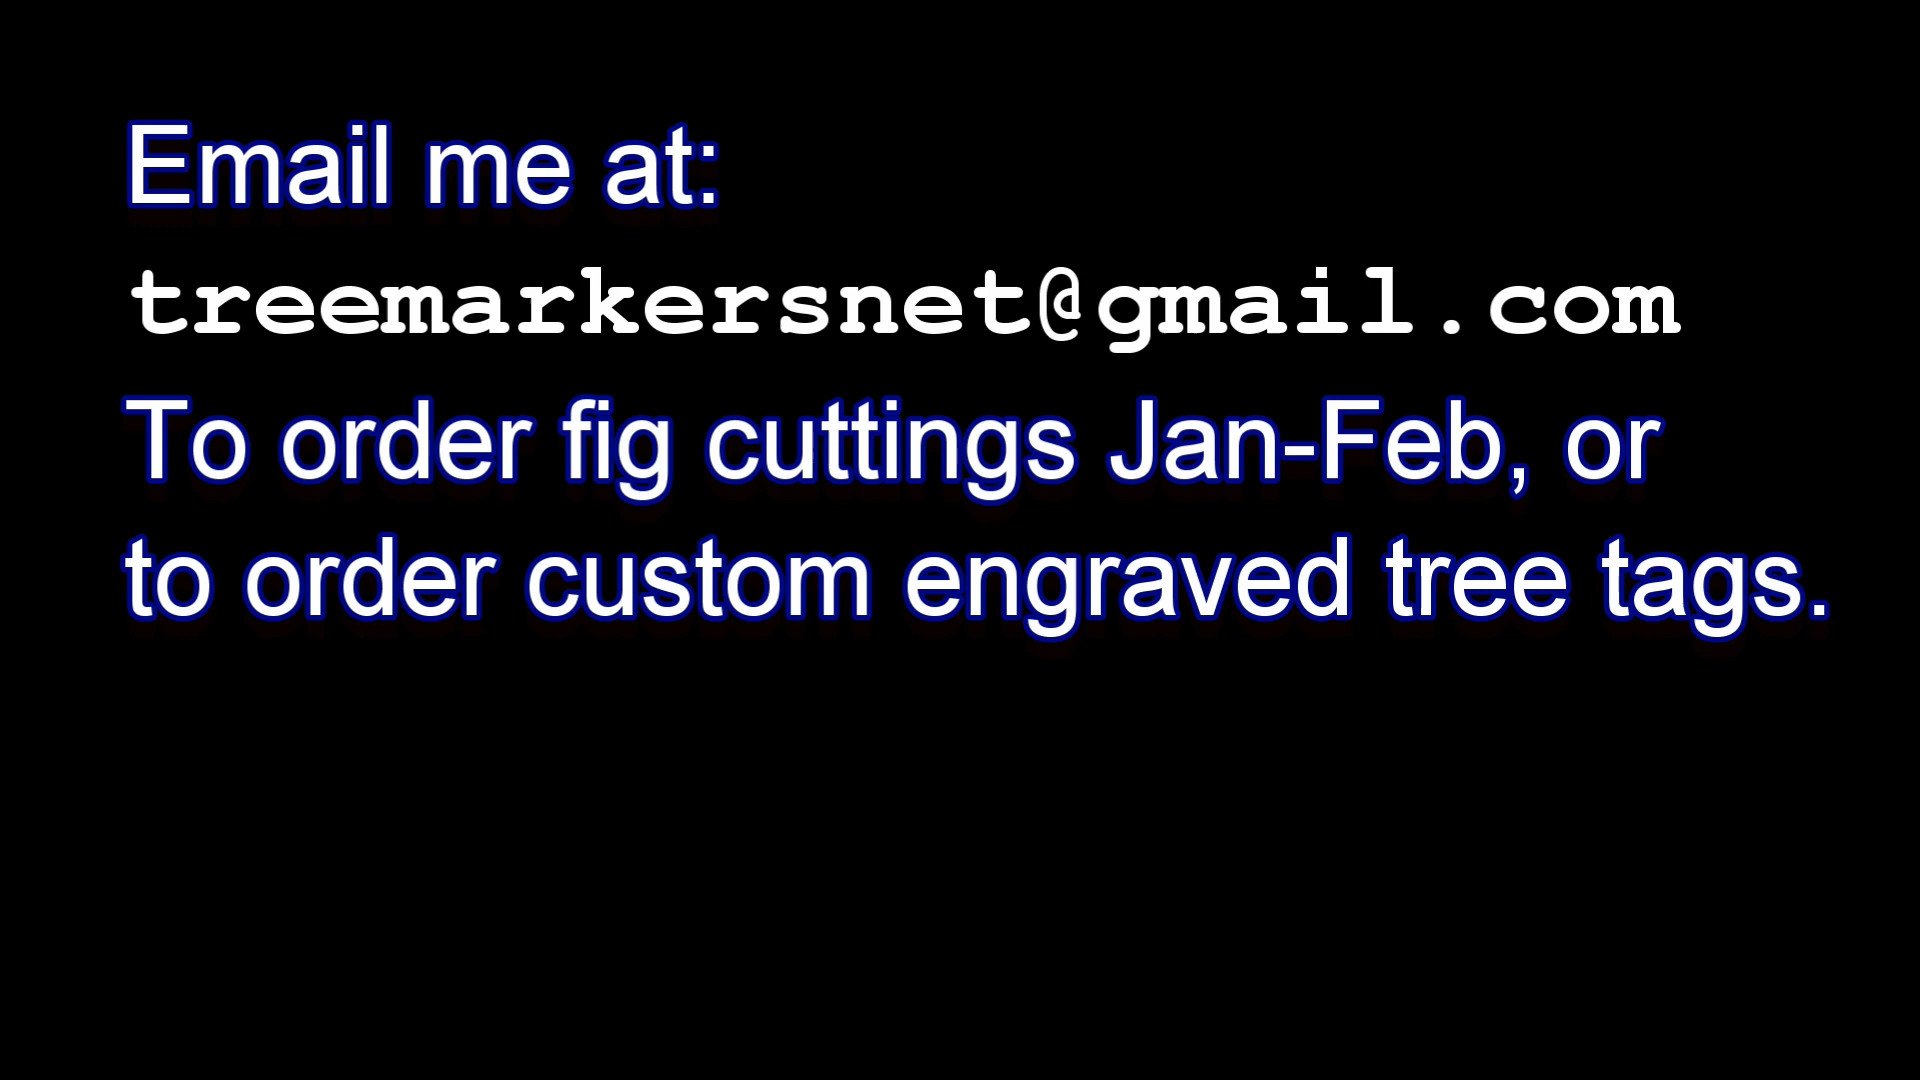 Email me at:
treemarkersnet@gmail.com
To order fig cuttings Jan-Feb, or
to order custom engraved tree tags.